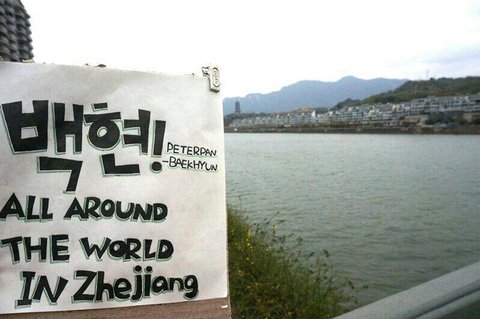 백현!
PETERPAN
-BAEKHYUN
ALL AROUND
THE WORLD
IN Zhejiang